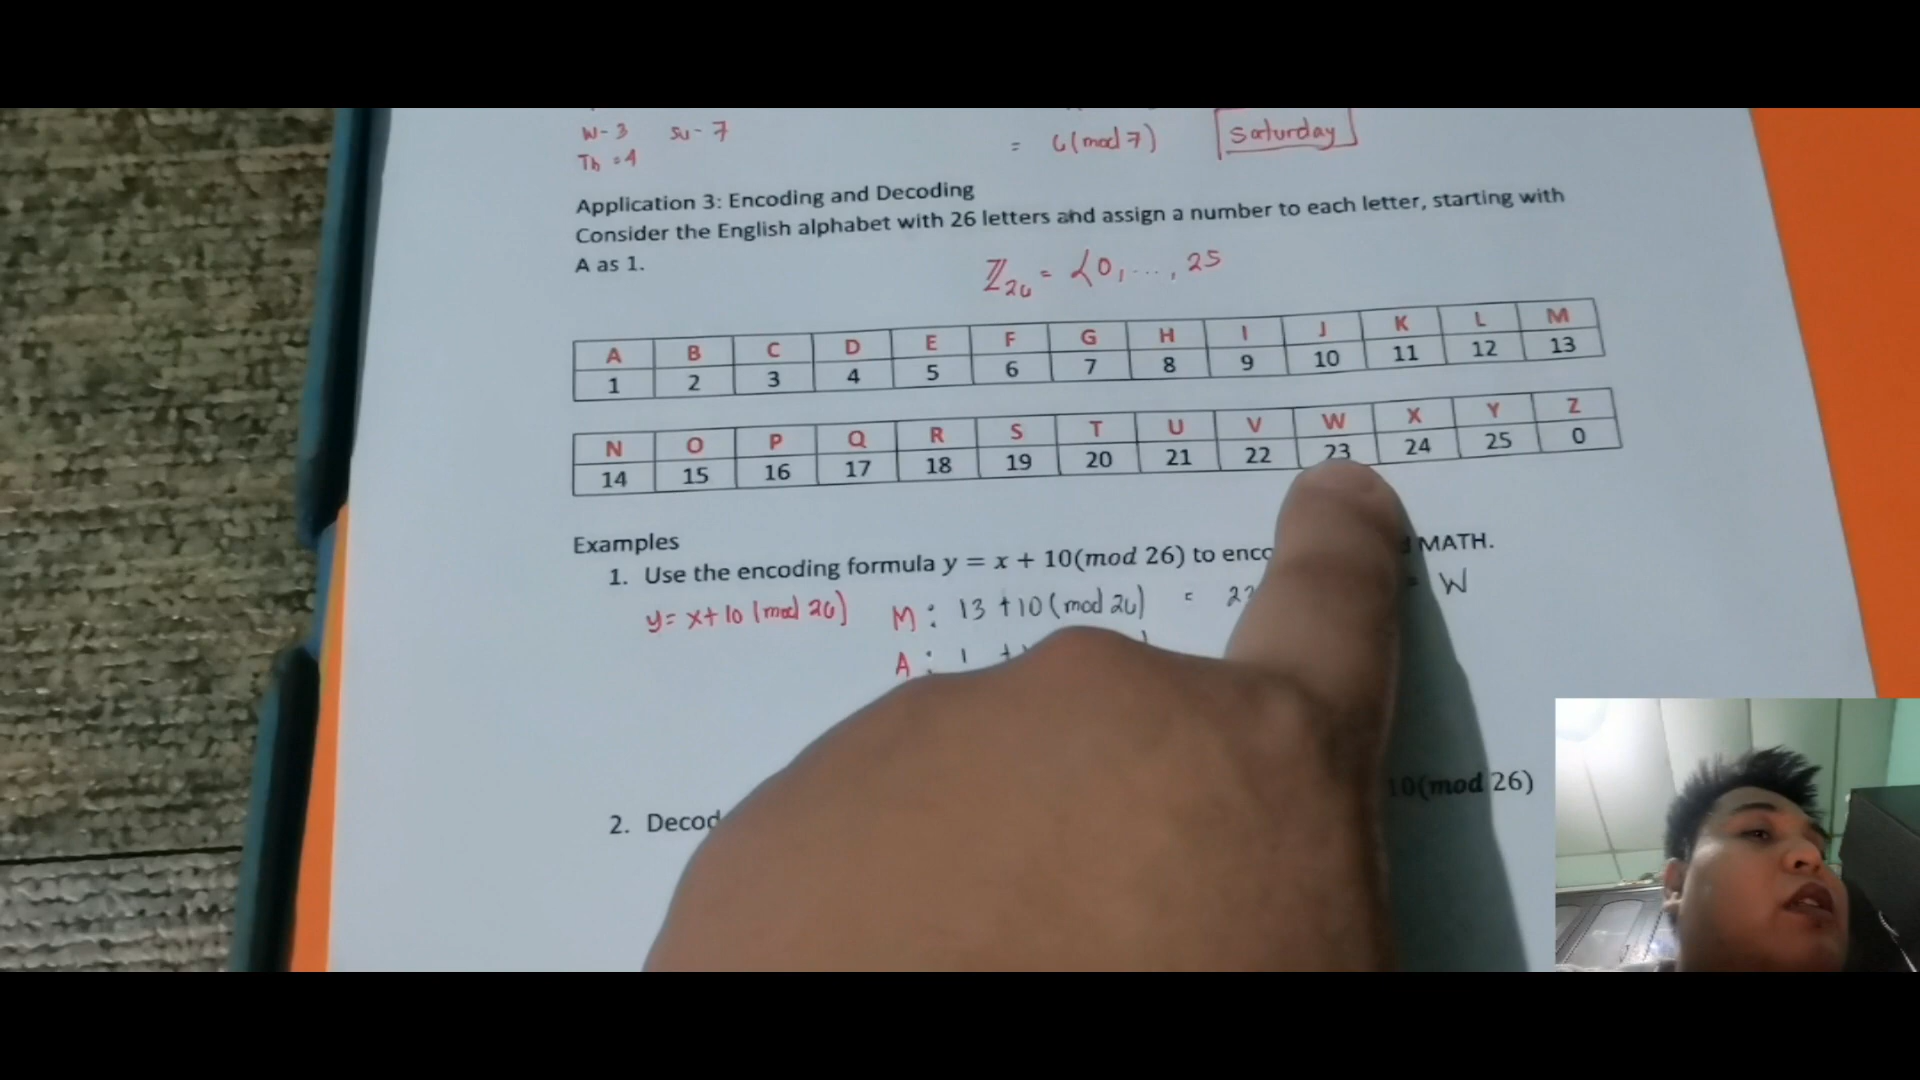 W - 3 Su - 7
Th = 4
= 6 (mod 7) Saturday
Application 3: Encoding and Decoding
Consider the English alphabet with 26 letters and assign a number to each letter, starting with
A as 1.
ℤ26 = {0, ..., 25
A B C D E F G H I J K L M
1 2 3 4 5 6 7 8 9 10 11 12 13
N O P Q R S T U V W X Y Z
14 15 16 17 18 19 20 21 22 23 24 25 0
Examples
1. Use the encoding formula y = x + 10(mod 26) to MATH.
y = x + 10 (mod 26) M : 13 + 10 (mod 26) = = W
A : 1 +
2. 10(mod 26)